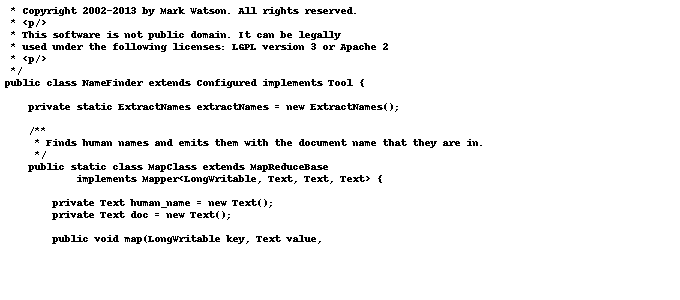 * Copyright 2002-2013 by Mark Watson. All rights reserved.
 * <p/>
 * This software is not public domain. It can be legally
 * used under the following licenses: LGPL version 3 or Apache 2
 * <p/>
 */
public class NameFinder extends Configured implements Tool {

    private static ExtractNames extractNames = new ExtractNames();

    /**
     * Finds human names and emits them with the document name that they are in.
     */
    public static class MapClass extends MapReduceBase
            implements Mapper<LongWritable, Text, Text, Text> {

        private Text human_name = new Text();
        private Text doc = new Text();

        public void map(LongWritable key, Text value,